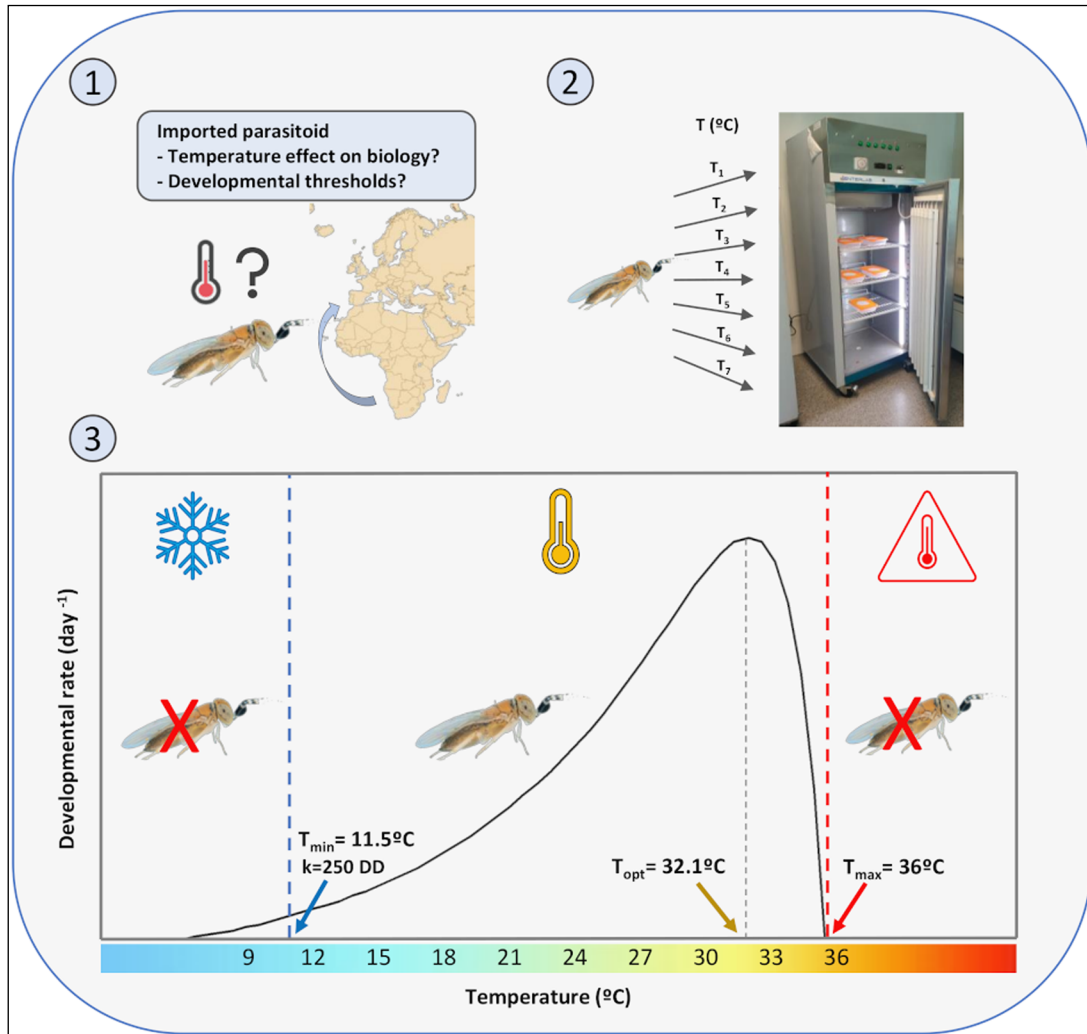 1
Imported parasitoid
- Temperature effect on biology?
- Developmental thresholds?
?
2
T (ºC)
T1
T2
T3
T4
T5
T6
T7
3
Developmental rate (day -1)
X
X
Tmin= 11.5ºC
k=250 DD
Topt= 32.1ºC
Tmax= 36ºC
9 12 15 18 21 24 27 30 33 36
Temperature (ºC)